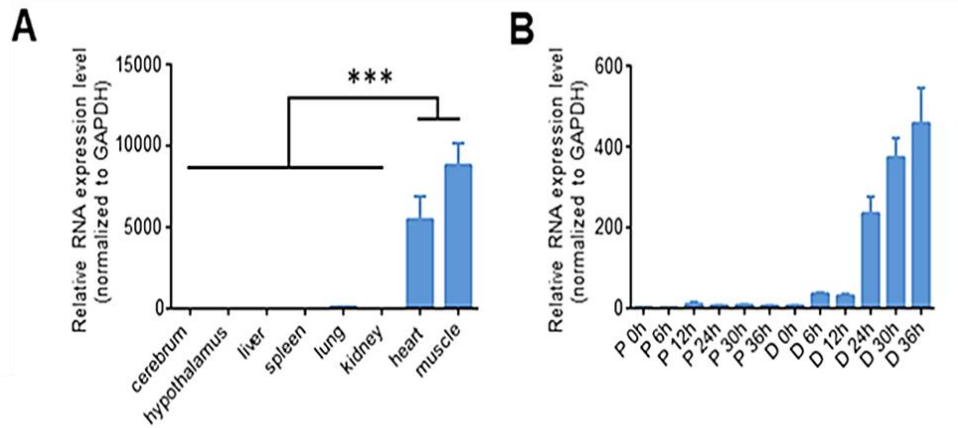 A
Relative RNA expression level
(normalized to GAPDH)
15000
10000
5000
0
***
cerebrum
hypothalamus
liver
spleen
lung
kidney
heart
muscle
B
Relative RNA expression level
(normalized to GAPDH)
600
400
200
0
P 0h
P 6h
P 12h
P 24h
P 30h
P 36h
D 0h
D 6h
D 12h
D 24h
D 30h
D 36h